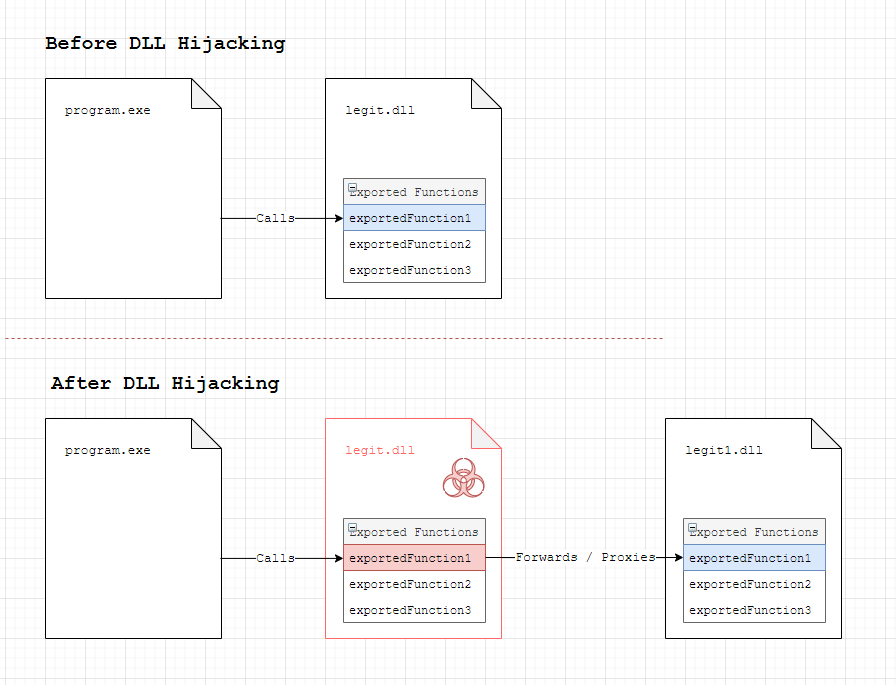 Before DLL Hijacking
program.exe
legit.dll
Exported Functions
Calls
exportedFunction1
exportedFunction2
exportedFunction3
After DLL Hijacking
program.exe
legit.dll
legit1.dll
Exported Functions
Exported Functions
Calls
exportedFunction1
Forwards / Proxies
exportedFunction1
exportedFunction2
exportedFunction2
exportedFunction3
exportedFunction3